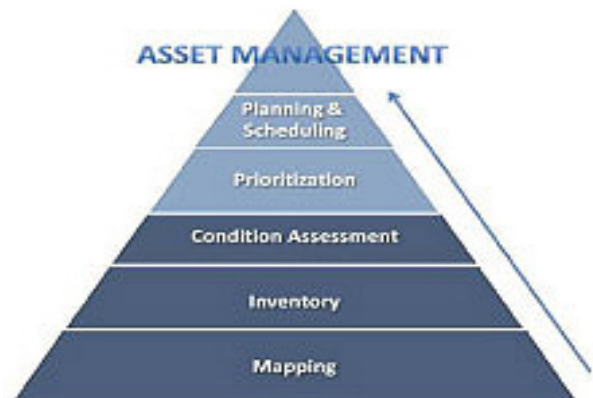 ASSET MANAGEMENT
Planning &
Scheduling
Prioritization
Condition Assessment
Inventory
Mapping